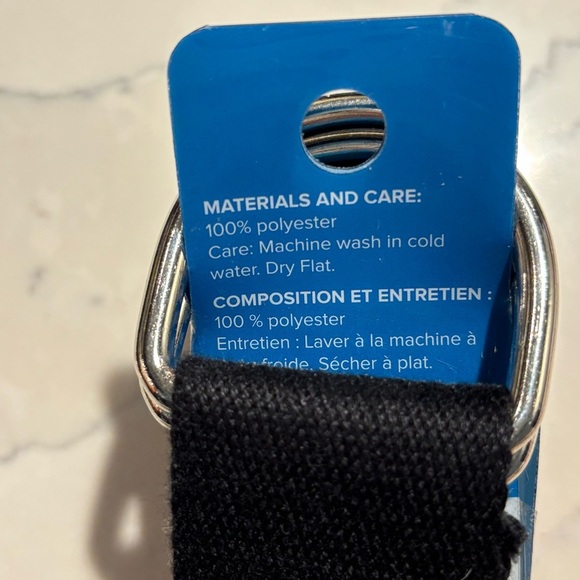 MATERIALS AND CARE:
100% polyester
Care: Machine wash in cold
water. Dry Flat.
COMPOSITION ET ENTRETIEN :
100 % polyester
Entretien : Laver à la machine à
froide. Sécher à plat.